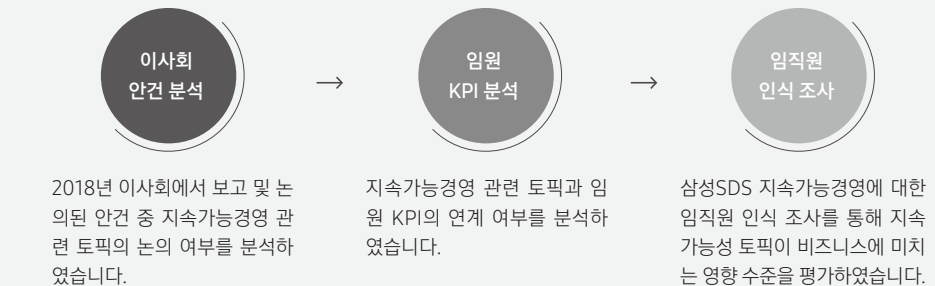 이사회
안건 분석
→
임원
KPI 분석
→
임직원
인식 조사
2018년 이사회에서 보고 및 논
의된 안건 중 지속가능경영 관
련 토픽의 논의 여부를 분석하
였습니다.
지속가능경영 관련 토픽과 임
원 KPI의 연계 여부를 분석하
였습니다.
삼성SDS 지속가능경영에 대한
임직원 인식 조사를 통해 지속
가능성 토픽이 비즈니스에 미치
는 영향 수준을 평가하였습니다.